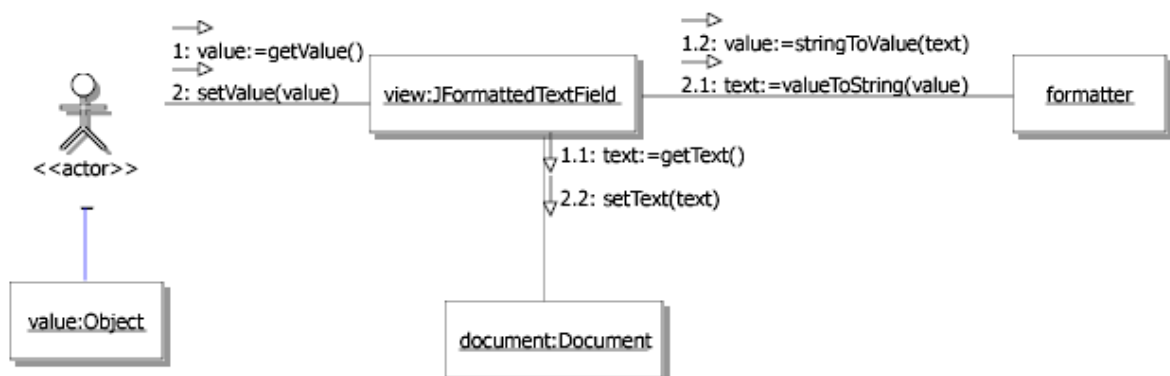 1: value:=getValue()
2: setValue(value)
<<actor>>
value:Object
view:JFormattedTextField
1.2: value:=stringToValue(text)
2.1: text:=valueToString(value)
formatter
1.1: text:=getText()
2.2: setText(text)
document:Document